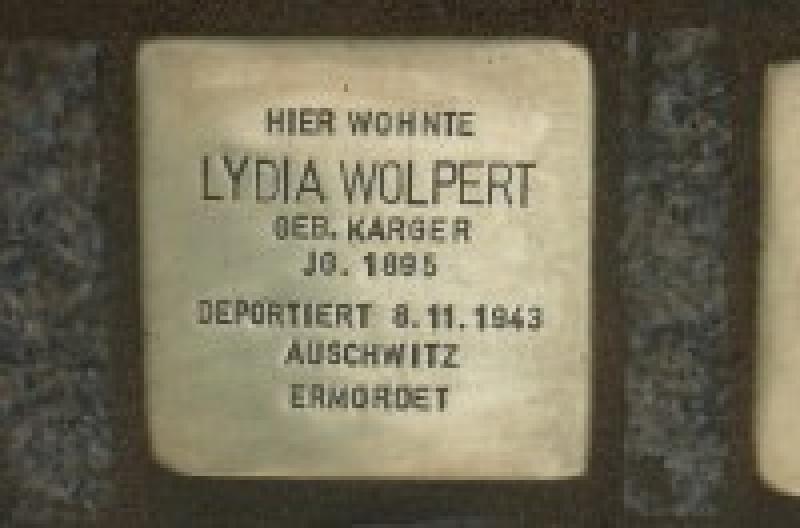 HIER WOHNTE
LYDIA WOLPERT
GEB. KARGER
JG. 1895
DEPORTIERT 8.11.1943
AUSCHWITZ
ERMORDET